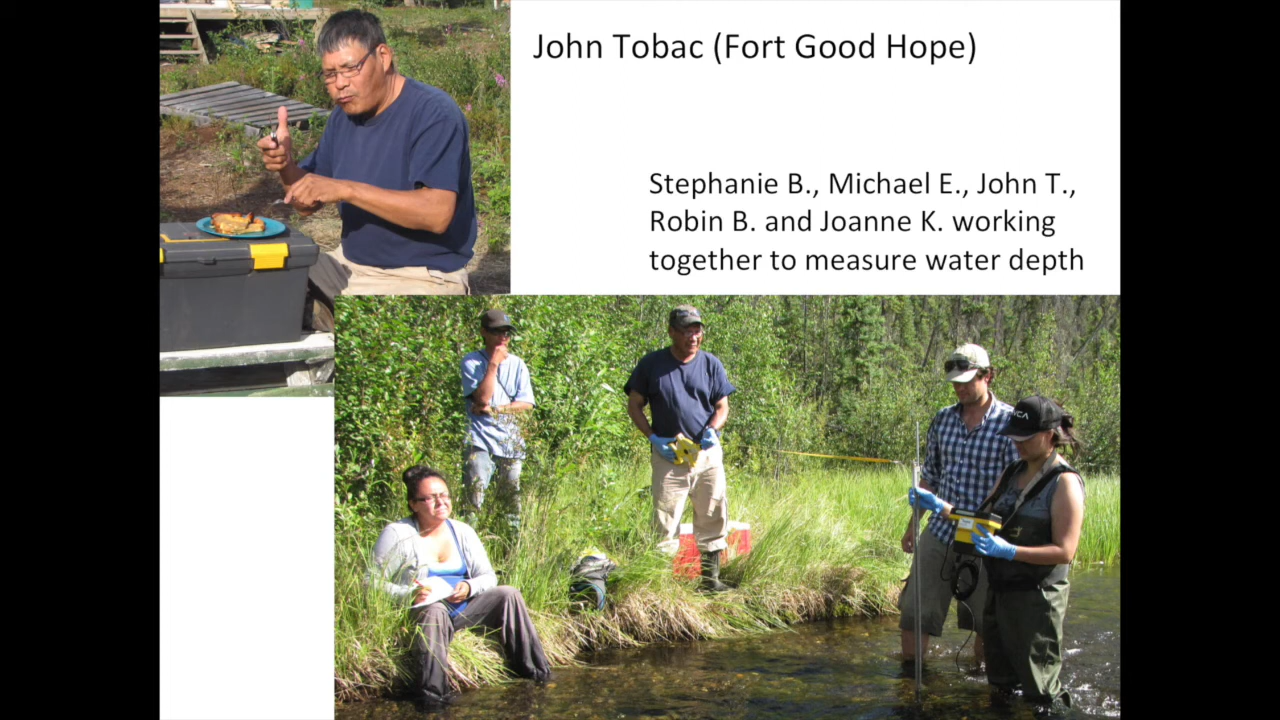 John Tobac (Fort Good Hope)
Stephanie B., Michael E., John T.,
Robin B. and Joanne K. working
together to measure water depth